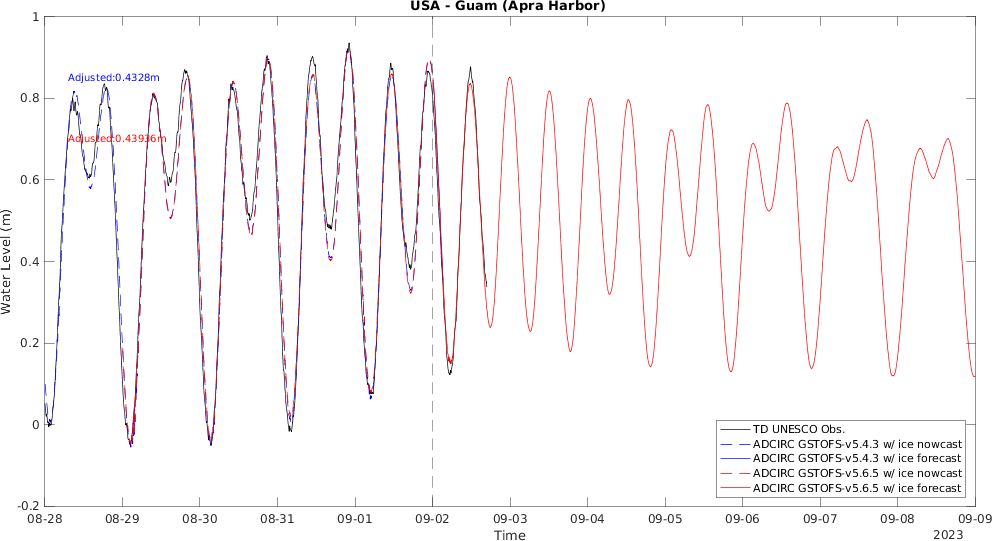 USA - Guam (Apra Harbor)
Water Level (m)
1
0.8
0.6
0.4
0.2
0
-0.2
Adjusted:0.4328m
Adjusted:0.43936m
TD UNESCO Obs.
ADCIRC GSTOFS-v5.4.3 w/ ice nowcast
ADCIRC GSTOFS-v5.4.3 w/ ice forecast
ADCIRC GSTOFS-v5.6.5 w/ ice nowcast
ADCIRC GSTOFS-v5.6.5 w/ ice forecast
08-28 08-29 08-30 08-31 09-01 09-02 09-03 09-04 09-05 09-06 09-07 09-08 09-09
Time
2023